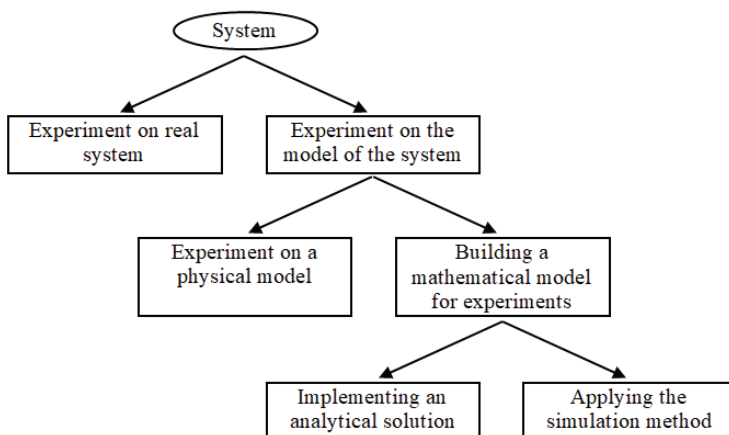 System
Experiment on real
system
Experiment on the
model of the system
Experiment on a
physical model
Building a
mathematical model
for experiments
Implementing an
analytical solution
Applying the
simulation method